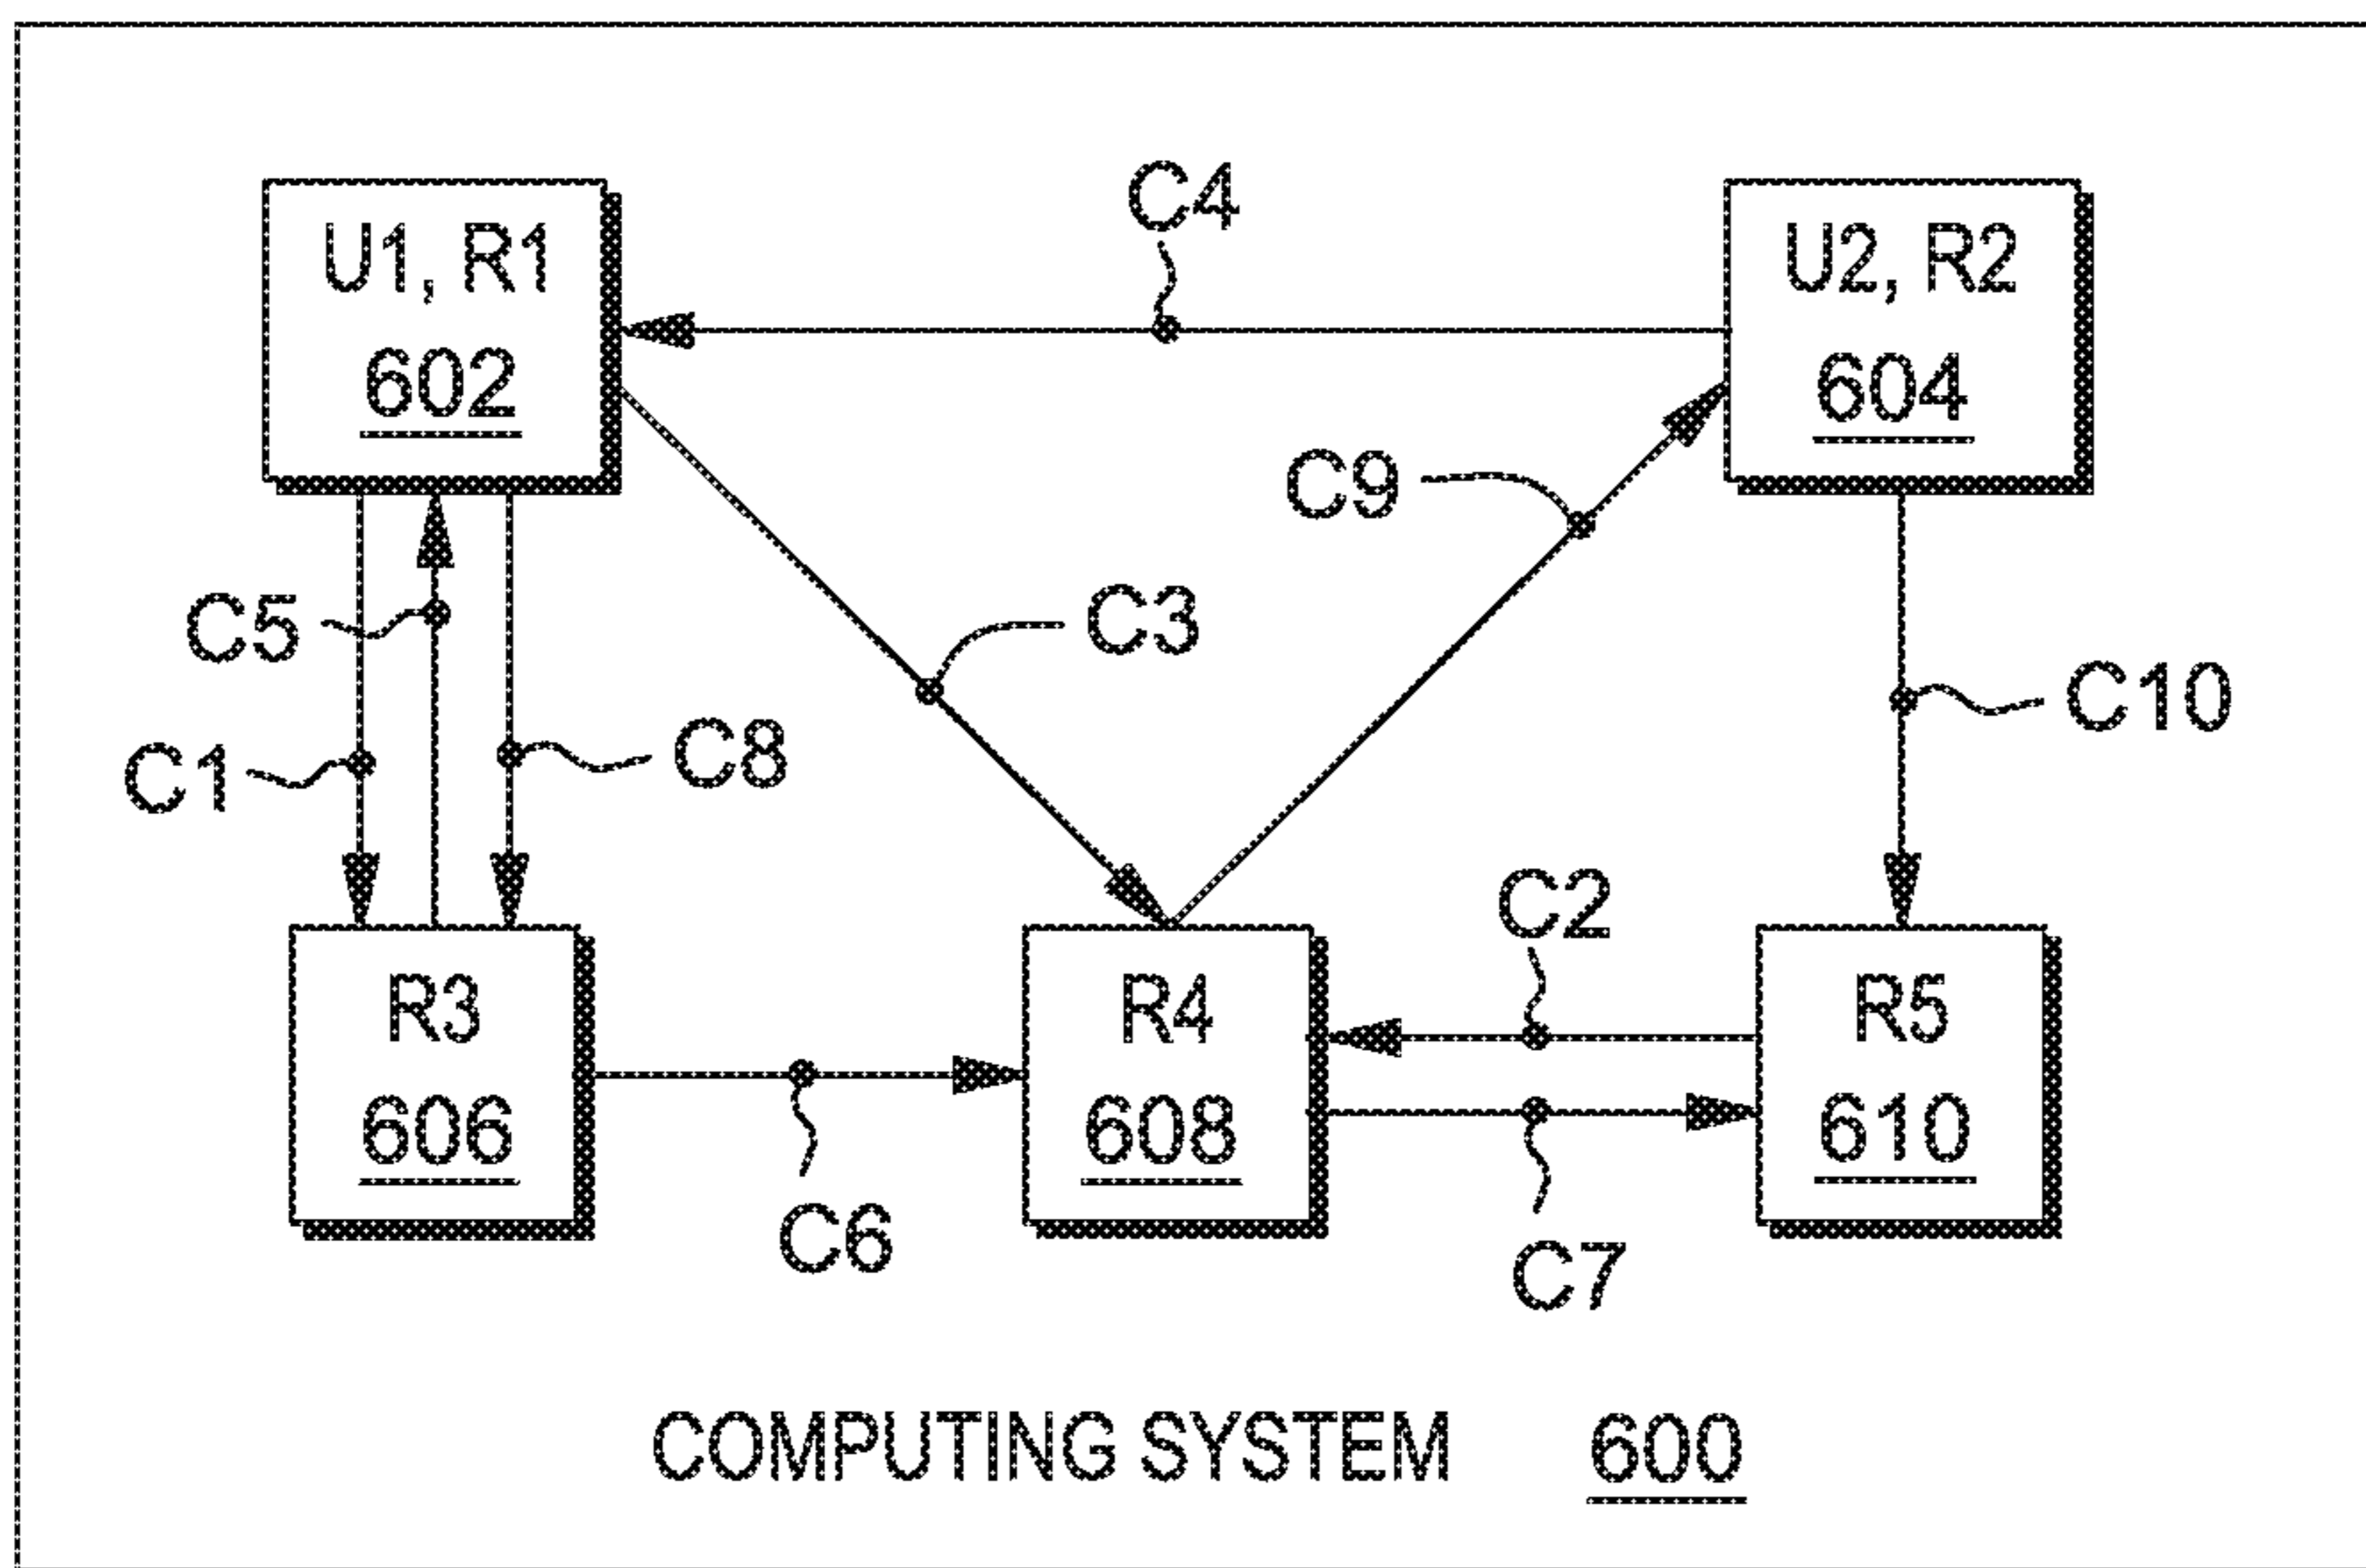 C4
U1, R1
602
U2, R2
604
C9
C5
C3
C10
C1
C8
C2
R3
606
R4
608
R5
610
C6
C7
COMPUTING SYSTEM 600